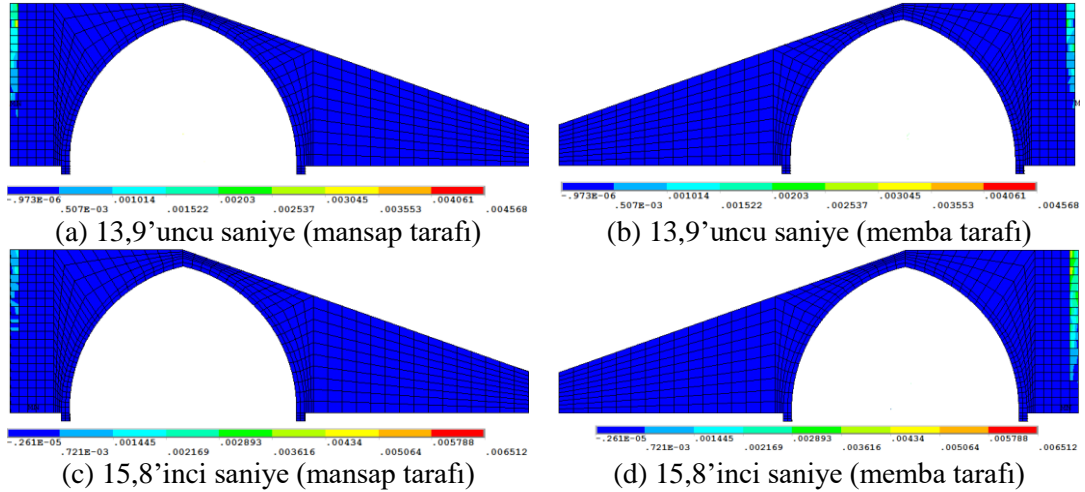 -.973E-06 .001014 .00203 .003045 .004061
.507E-03 .001522 .002537 .003553 .004568
-.973E-06 .001014 .00203 .003045 .004061
.507E-03 .001522 .002537 .003553 .004568
(a) 13,9’uncu saniye (mansap tarafı)
(b) 13,9’uncu saniye (memba tarafı)
-.261E-05 .001445 .002893 .00434 .005788
.721E-03 .002169 .003616 .005064 .006512
-.261E-05 .001445 .002893 .00434 .005788
.721E-03 .002169 .003616 .005064 .006512
(c) 15,8’inci saniye (mansap tarafı)
(d) 15,8’inci saniye (memba tarafı)